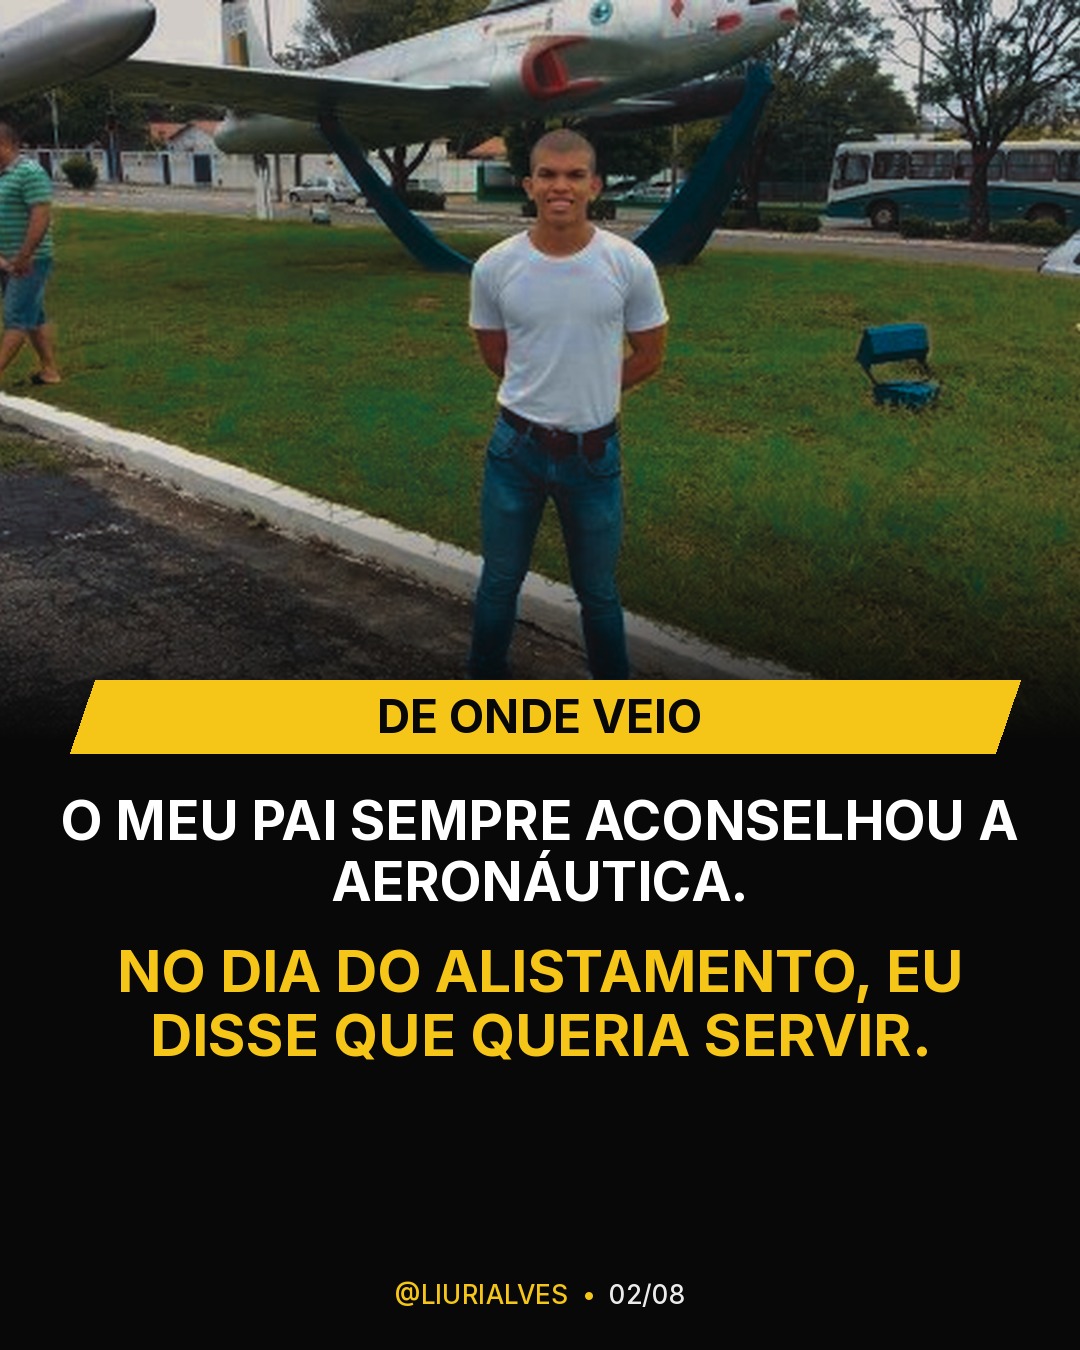 DE ONDE VEIO
O MEU PAI SEMPRE ACONSELHOU A
AERONÁUTICA.
NO DIA DO ALISTAMENTO, EU
DISSE QUE QUERIA SERVIR.
@LIURIALVES • 02/08